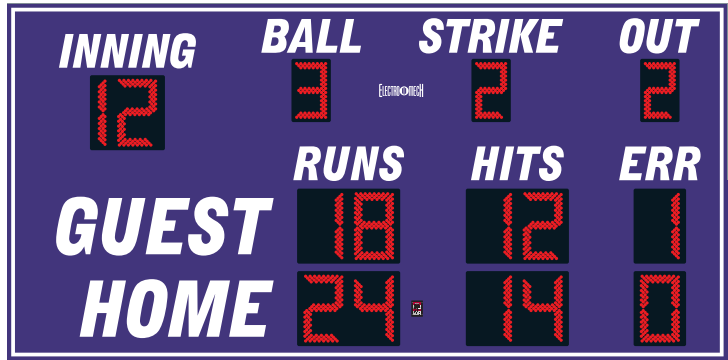 INNING BALL STRIKE OUT
12 3 2 2
ELECTRO-MECH
RUNS HITS ERR
GUEST 18 12 1
HOME 24 14 0